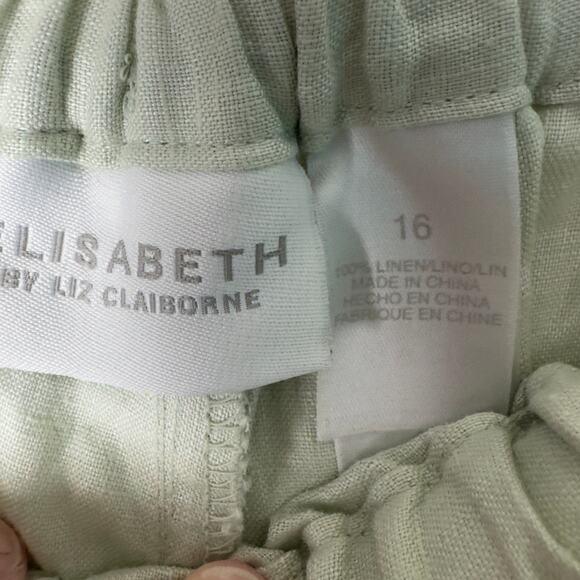 ELISABETH
BY LIZ CLAIBORNE
16
100% LINEN/LINO/LIN
MADE IN CHINA
HECHO EN CHINA
FABRIQUE EN CHINE